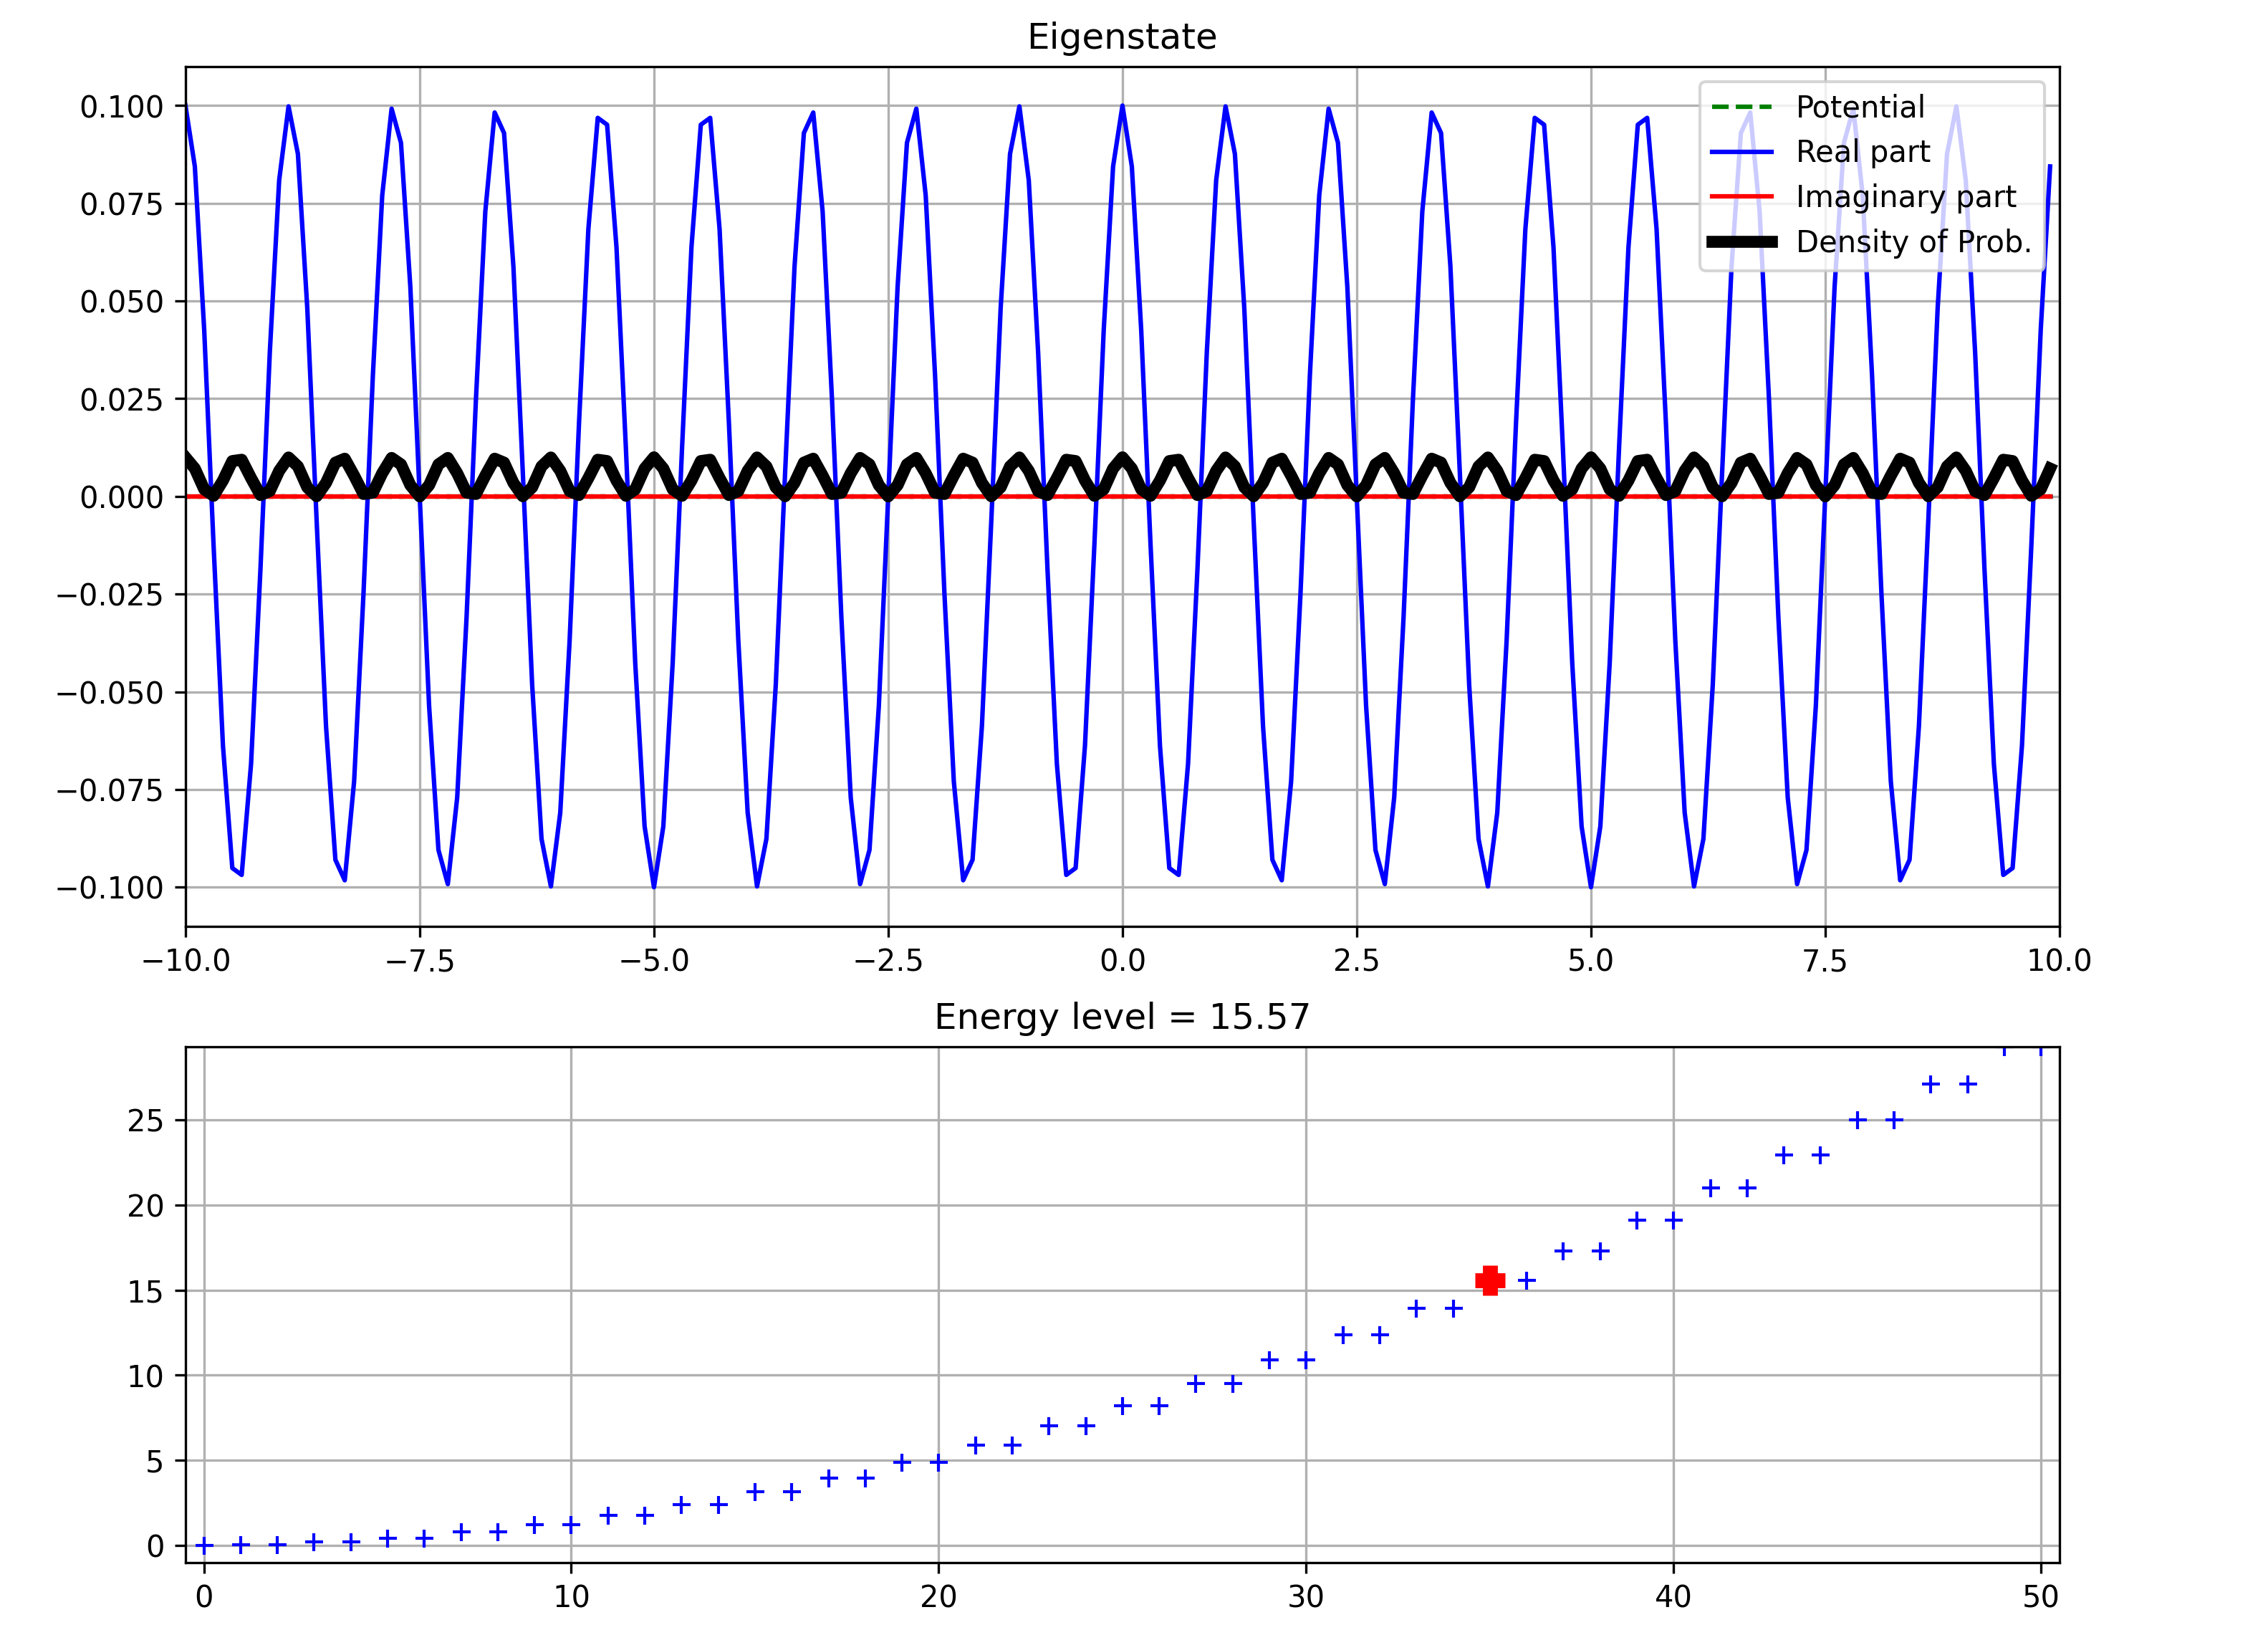 Eigenstate
Potential
Real part
Imaginary part
Density of Prob.
0.100
0.075
0.050
0.025
0.000
−0.025
−0.050
−0.075
−0.100
−10.0 −7.5 −5.0 −2.5 0.0 2.5 5.0 7.5 10.0
Energy level = 15.57
25
20
15
10
5
0
0 10 20 30 40 50